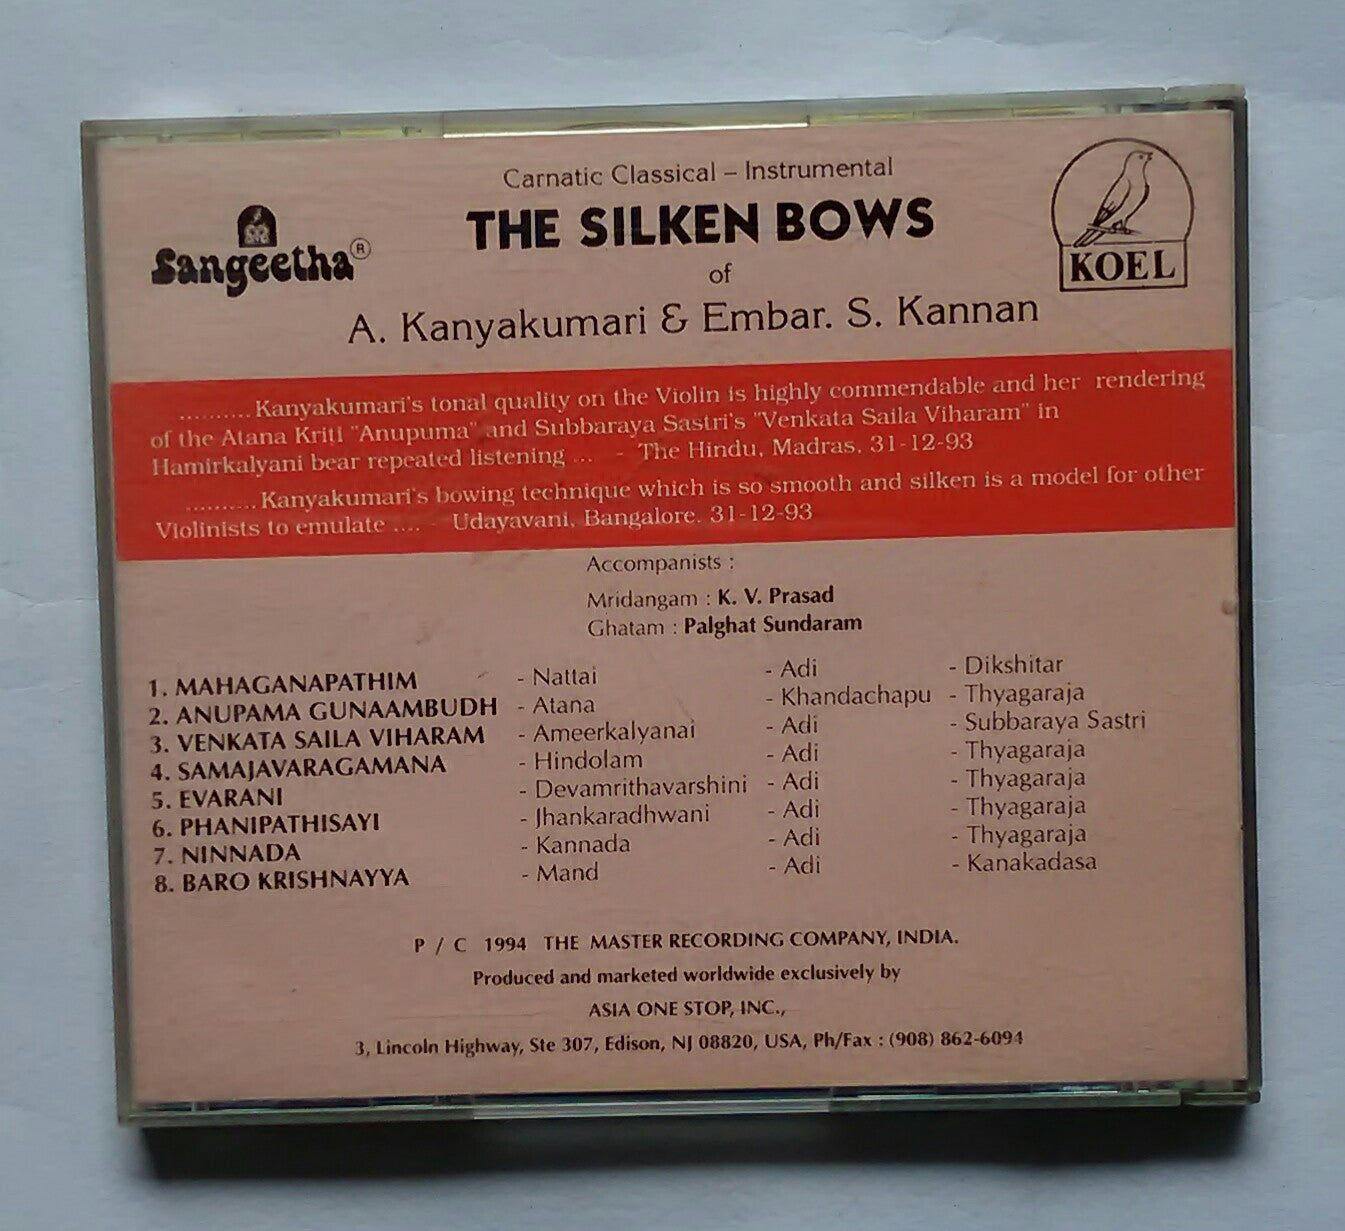 Carnatic Classical – Instrumental
Sangeetha®
THE SILKEN BOWS
KOEL
of
A. Kanyakumari & Embar. S. Kannan
..........Kanyakumari's tonal quality on the Violin is highly commendable and her rendering
of the Atana Kriti "Anupuma" and Subbaraya Sastri's "Venkata Saila Viharam" in
Hamirkalyani bear repeated listening ... - The Hindu, Madras, 31-12-93
..........Kanyakumari's bowing technique which is so smooth and silken is a model for other
Violinists to emulate .... - Udayavani, Bangalore. 31-12-93
Accompanists :
Mridangam : K. V. Prasad
Ghatam : Palghat Sundaram
1. MAHAGANAPATHIM - Nattai - Adi - Dikshitar
2. ANUPAMA GUNAAMBUDH - Atana - Khandachapu - Thyagaraja
3. VENKATA SAILA VIHARAM - Ameerkalyanai - Adi - Subbaraya Sastri
4. SAMAJAVARAGAMANA - Hindolam - Adi - Thyagaraja
5. EVARANI - Devamrithavarshini - Adi - Thyagaraja
6. PHANIPATHISAYI - Jhankaradhwani - Adi - Thyagaraja
7. NINNADA - Kannada - Adi - Thyagaraja
8. BARO KRISHNAYYA - Mand - Adi - Kanakadasa
P / C 1994 THE MASTER RECORDING COMPANY, INDIA.
Produced and marketed worldwide exclusively by
ASIA ONE STOP, INC.,
3, Lincoln Highway, Ste 307, Edison, NJ 08820, USA, Ph/Fax : (908) 862-6094